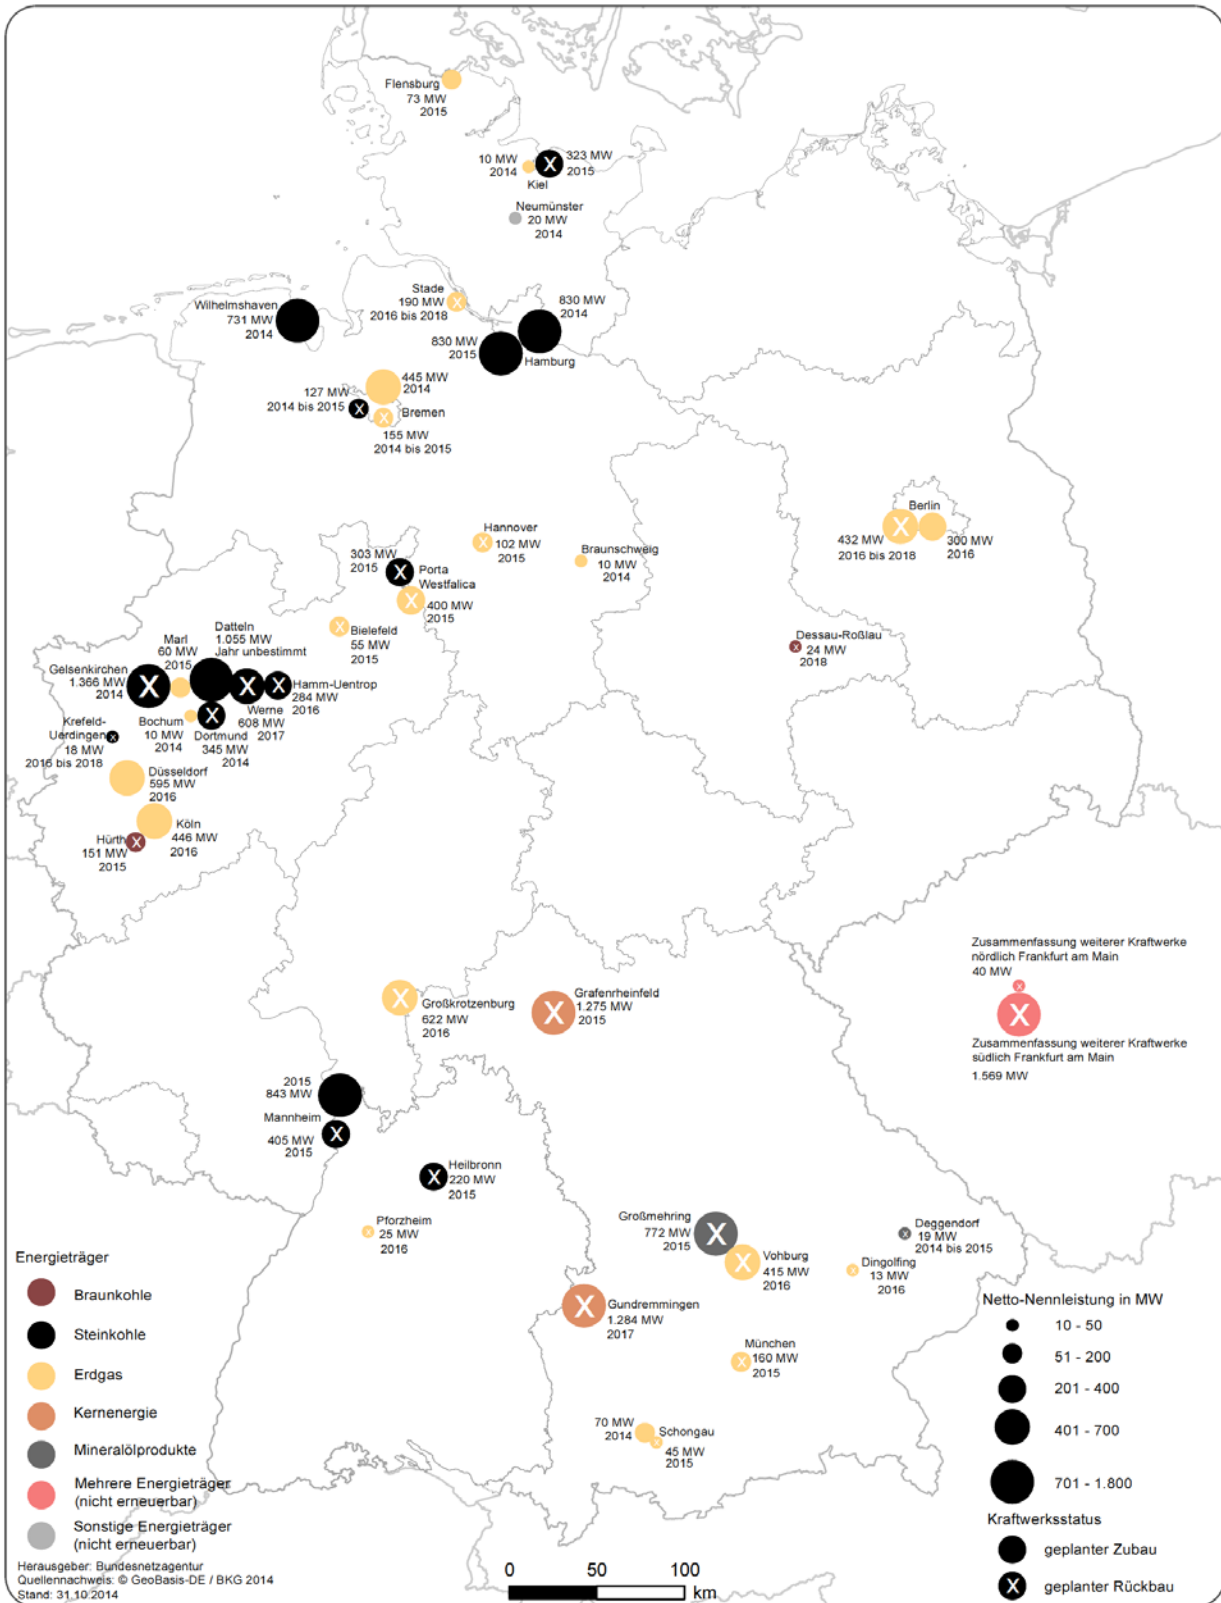 Flensburg
73 MW
2015
10 MW
2014
X
323 MW
2015
Kiel
Neumünster
20 MW
2014
Wilhelmshaven
731 MW
2014
Stade
190 MW
2016 bis 2018
X
830 MW
2014
830 MW
2015
Hamburg
445 MW
2014
127 MW
2014 bis 2015
X
X
Bremen
155 MW
2014 bis 2015
Hannover
X
102 MW
2015
Braunschweig
10 MW
2014
Berlin
X
432 MW
2016 bis 2018
300 MW
2016
303 MW
2015
X
Porta
Westfalica
X
400 MW
2015
X
Bielefeld
55 MW
2015
Dessau-Roßlau
X
24 MW
2018
Datteln
1.055 MW
Jahr unbestimmt
Marl
60 MW
2015
Gelsenkirchen
1.366 MW
2014
X
X
X
Hamm-Uentrop
284 MW
2016
Werne
608 MW
2017
Krefeld-
Uerdingen
18 MW
2016 bis 2018
X
Bochum
10 MW
2014
X
Dortmund
345 MW
2014
Düsseldorf
595 MW
2016
Köln
446 MW
2016
Hürth
151 MW
2015
X
Zusammenfassung weiterer Kraftwerke
nördlich Frankfurt am Main
40 MW
X
X
Zusammenfassung weiterer Kraftwerke
südlich Frankfurt am Main
1.569 MW
X
Großkrotzenburg
622 MW
2016
X
Grafenrheinfeld
1.275 MW
2015
2015
843 MW
Mannheim
405 MW
2015
X
X
Heilbronn
220 MW
2015
Pforzheim
X
25 MW
2016
Großmehring
772 MW
2015
X
X
Vohburg
415 MW
2016
Deggendorf
X
19 MW
2014 bis 2015
Dingolfing
X
13 MW
2016
X
Gundremmingen
1.284 MW
2017
München
X
160 MW
2015
70 MW
2014
Schongau
X
45 MW
2015
Energieträger
Braunkohle
Steinkohle
Erdgas
Kernenergie
Mineralölprodukte
Mehrere Energieträger
(nicht erneuerbar)
Sonstige Energieträger
(nicht erneuerbar)
Herausgeber: Bundesnetzagentur
Quellennachweis: © GeoBasis-DE / BKG 2014
Stand: 31.10.2014
0 50 100
km
Netto-Nennleistung in MW
10 - 50
51 - 200
201 - 400
401 - 700
701 - 1.800
Kraftwerksstatus
geplanter Zubau
X geplanter Rückbau